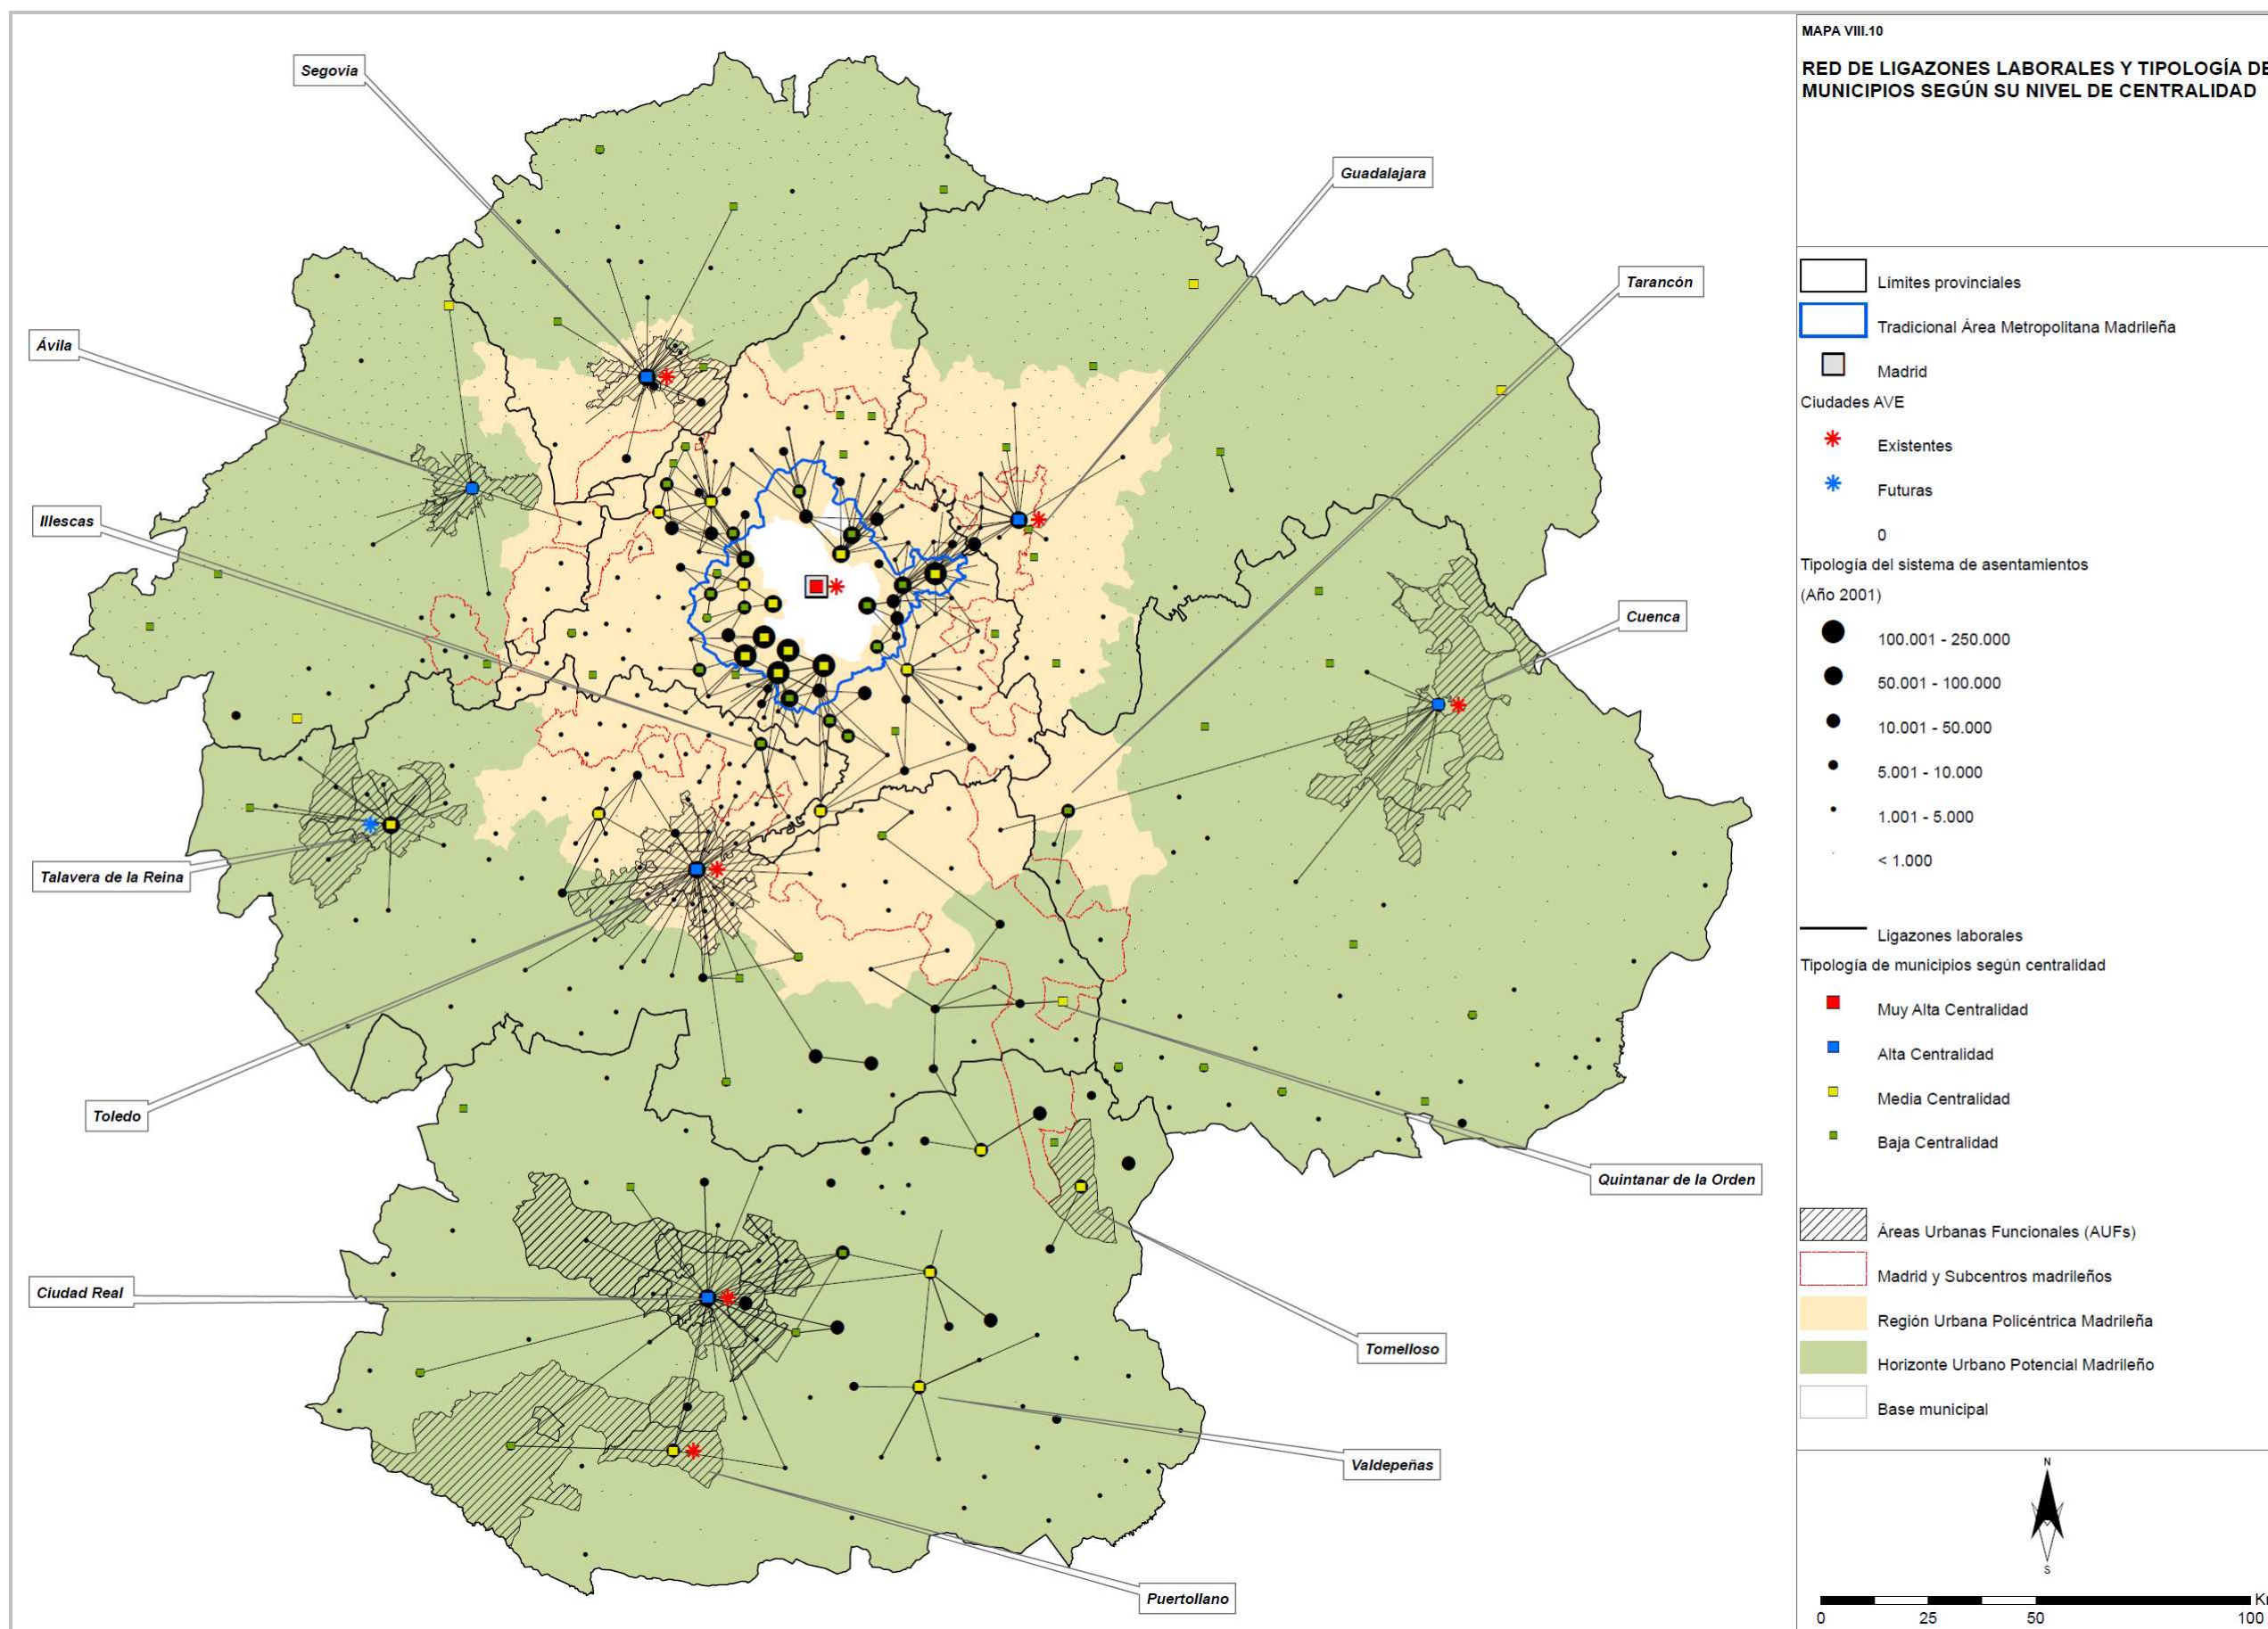 MAPA VIII.10
RED DE LIGAZONES LABORALES Y TIPOLOGÍA DE
MUNICIPIOS SEGÚN SU NIVEL DE CENTRALIDAD
Segovia
Guadalajara
Tarancón
Ávila
Illescas
Cuenca
Talavera de la Reina
Toledo
Quintanar de la Orden
Ciudad Real
Tomelloso
Valdepeñas
Puertollano
Límites provinciales
Tradicional Área Metropolitana Madrileña
Madrid
Ciudades AVE
Existentes
Futuras
0
Tipología del sistema de asentamientos
(Año 2001)
100.001 - 250.000
50.001 - 100.000
10.001 - 50.000
5.001 - 10.000
1.001 - 5.000
< 1.000
Ligazones laborales
Tipología de municipios según centralidad
Muy Alta Centralidad
Alta Centralidad
Media Centralidad
Baja Centralidad
Áreas Urbanas Funcionales (AUFs)
Madrid y Subcentros madrileños
Región Urbana Policéntrica Madrileña
Horizonte Urbano Potencial Madrileño
Base municipal
N
S
0 25 50 100